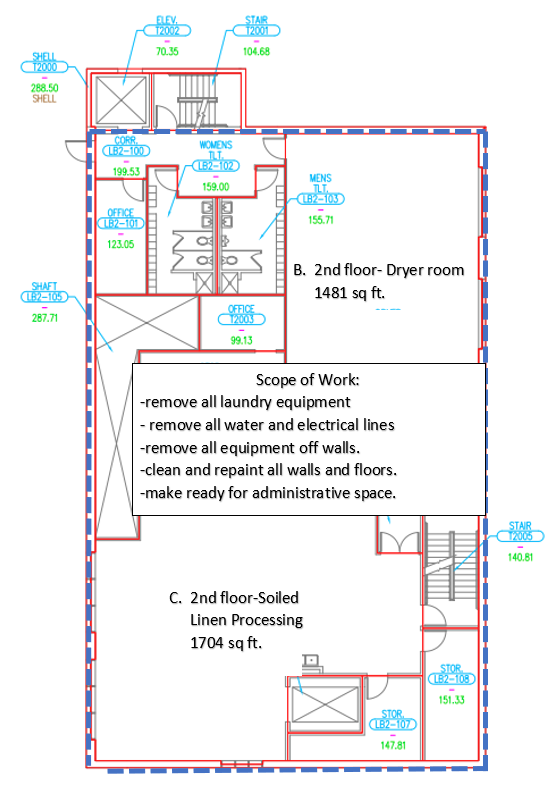 ELEV.
T2002
70.35
STAIR
T2001
104.68
SHELL
T2000
288.50
SHELL
CORR.
LB2-100
199.53
WOMENS
TLT.
LB2-102
159.00
MENS
TLT.
LB2-103
155.71
OFFICE
LB2-101
123.05
B. 2nd floor- Dryer room
1481 sq ft.
SHAFT
LB2-105
287.71
OFFICE
T2003
99.13
Scope of Work:
-remove all laundry equipment
- remove all water and electrical lines
-remove all equipment off walls.
-clean and repaint all walls and floors.
-make ready for administrative space.
STAIR
T2005
140.81
C. 2nd floor-Soiled
Linen Processing
1704 sq ft.
STOR.
LB2-108
151.33
STOR.
LB2-107
147.81